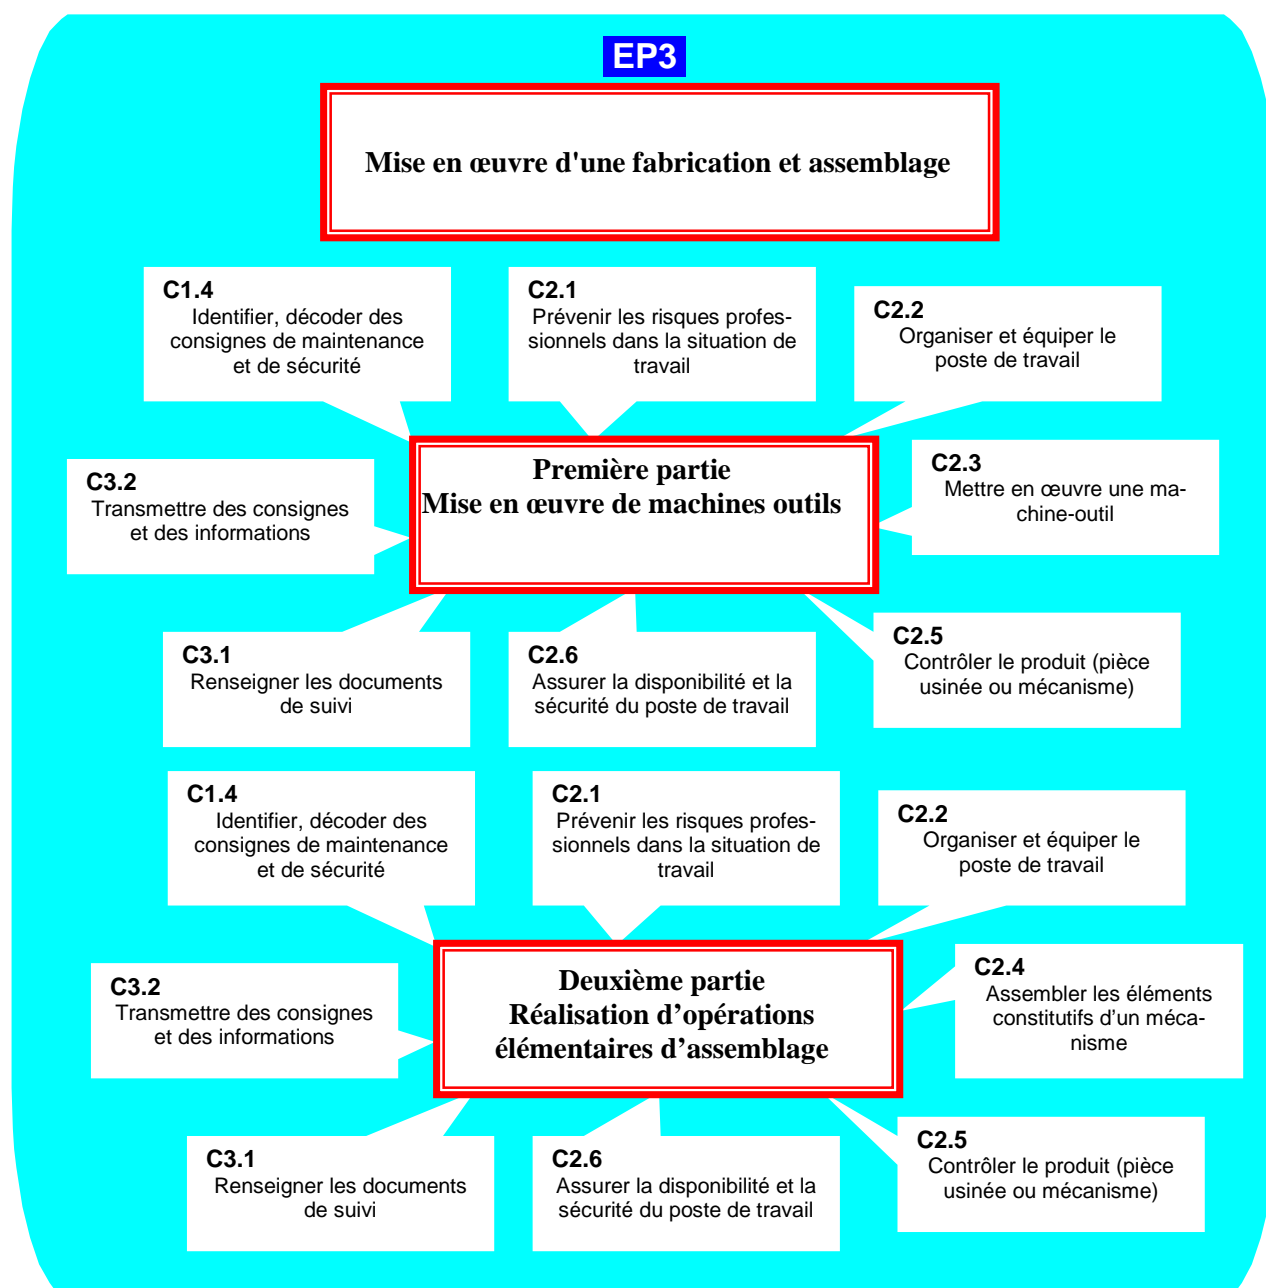 EP3
Mise en œuvre d'une fabrication et assemblage
C1.4
Identifier, décoder des
consignes de maintenance
et de sécurité
C2.1
Prévenir les risques profes-
sionnels dans la situation de
travail
C2.2
Organiser et équiper le
poste de travail
C3.2
Transmettre des consignes
et des informations
Première partie
Mise en œuvre de machines outils
C2.3
Mettre en œuvre une ma-
chine-outil
C3.1
Renseigner les documents
de suivi
C2.6
Assurer la disponibilité et la
sécurité du poste de travail
C2.5
Contrôler le produit (pièce
usinée ou mécanisme)
C1.4
Identifier, décoder des
consignes de maintenance
et de sécurité
C2.1
Prévenir les risques profes-
sionnels dans la situation de
travail
C2.2
Organiser et équiper le
poste de travail
C3.2
Transmettre des consignes
et des informations
Deuxième partie
Réalisation d’opérations
élémentaires d’assemblage
C2.4
Assembler les éléments
constitutifs d’un méca-
nisme
C3.1
Renseigner les documents
de suivi
C2.6
Assurer la disponibilité et la
sécurité du poste de travail
C2.5
Contrôler le produit (pièce
usinée ou mécanisme)